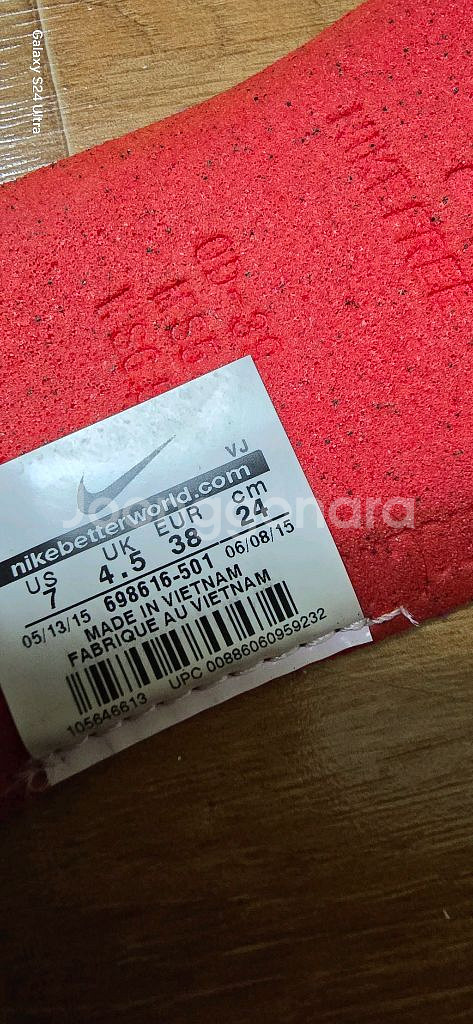 Galaxy S24 Ultra
VJ
nikebetterworld.com
US UK EUR cm
7 4.5 38 24
05/13/15 698616-501 06/08/15
MADE IN VIETNAM
FABRIQUE AU VIETNAM
105646613 UPC 00886060959232
Joonggonara